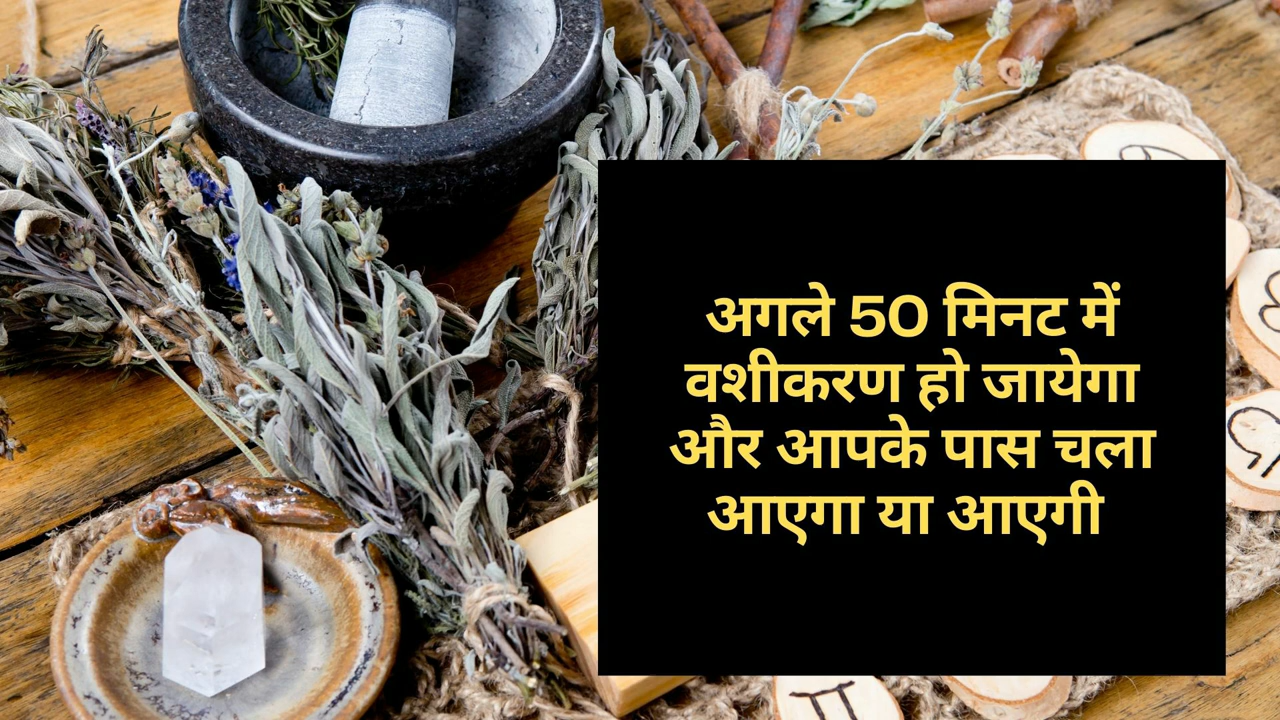 अगले 50 मिनट में
वशीकरण हो जायेगा
और आपके पास चला
आएगा या आएगी